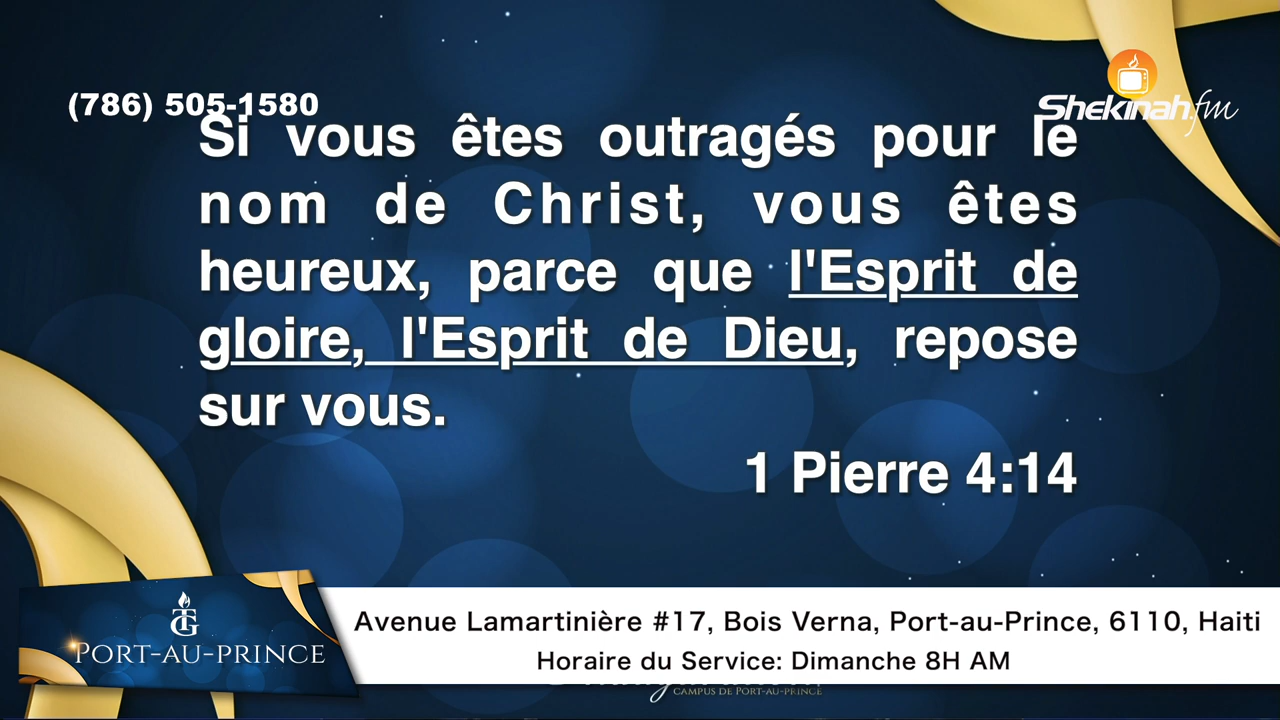 (786) 505-1580
Shekinah.fm
Si vous êtes outragés pour le
nom de Christ, vous êtes
heureux, parce que l'Esprit de
gloire, l'Esprit de Dieu, repose
sur vous.
1 Pierre 4:14
TG
PORT-AU-PRINCE
Avenue Lamartinière #17, Bois Verna, Port-au-Prince, 6110, Haiti
Horaire du Service: Dimanche 8H AM
CAMPUS DE PORT-AU-PRINCE